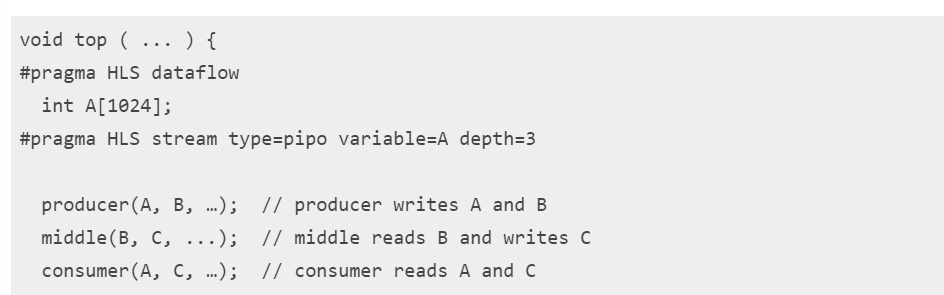 void top ( ... ) {
#pragma HLS dataflow
  int A[1024];
#pragma HLS stream type=pipo variable=A depth=3
  producer(A, B, …);  // producer writes A and B
  middle(B, C, ...);  // middle reads B and writes C
  consumer(A, C, …);  // consumer reads A and C